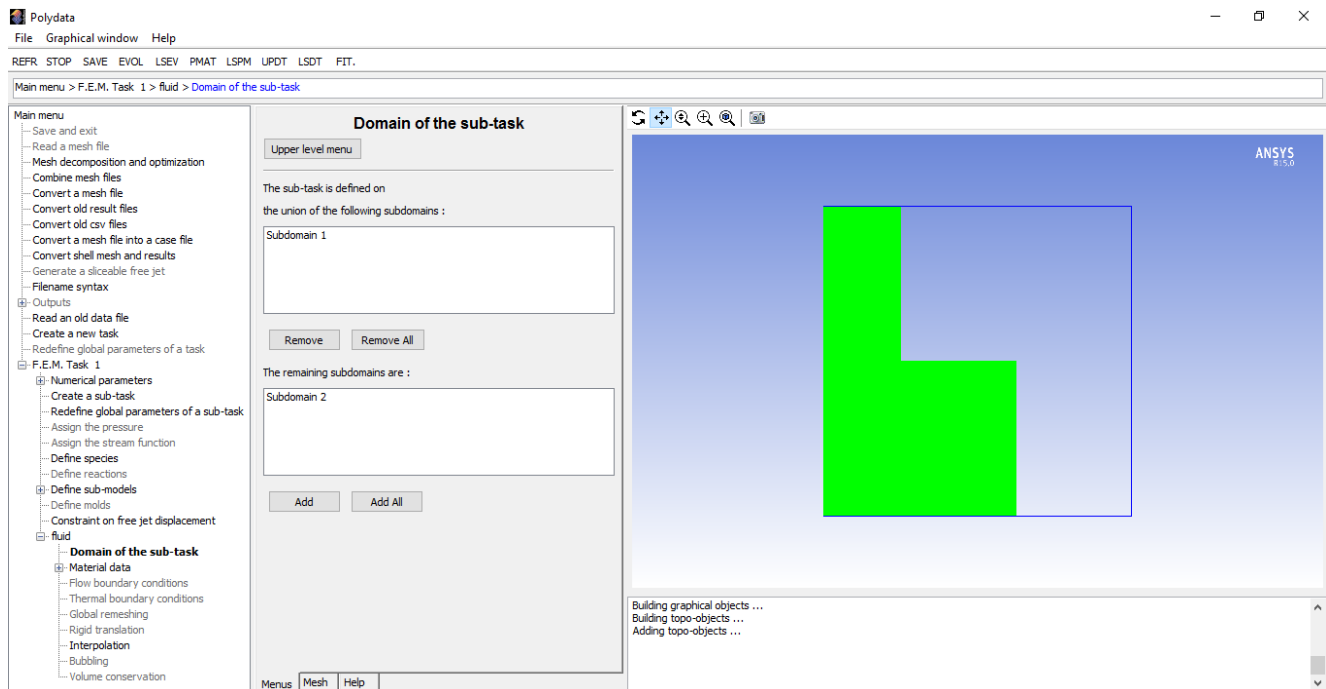 Polydata
File Graphical window Help
REFR STOP SAVE EVOL LSEV PMAT LSPM UPDT LSDT FIT.
Main menu > F.E.M. Task 1 > fluid > Domain of the sub-task
Main menu
Save and exit
Read a mesh file
Mesh decomposition and optimization
Combine mesh files
Convert a mesh file
Convert old result files
Convert old csv files
Convert a mesh file into a case file
Convert shell mesh and results
Generate a sliceable free jet
Filename syntax
Outputs
Read an old data file
Create a new task
Redefine global parameters of a task
F.E.M. Task 1
Numerical parameters
Create a sub-task
Redefine global parameters of a sub-task
Assign the pressure
Assign the stream function
Define species
Define reactions
Define sub-models
Define molds
Constraint on free jet displacement
fluid
Domain of the sub-task
Material data
Flow boundary conditions
Thermal boundary conditions
Global remeshing
Rigid translation
Interpolation
Bubbling
Volume conservation
Domain of the sub-task
Upper level menu
The sub-task is defined on
the union of the following subdomains :
Subdomain 1
Remove Remove All
The remaining subdomains are :
Subdomain 2
Add Add All
Menus Mesh Help
ANSYS
R15.0
Building graphical objects ...
Building topo-objects ...
Adding topo-objects ...